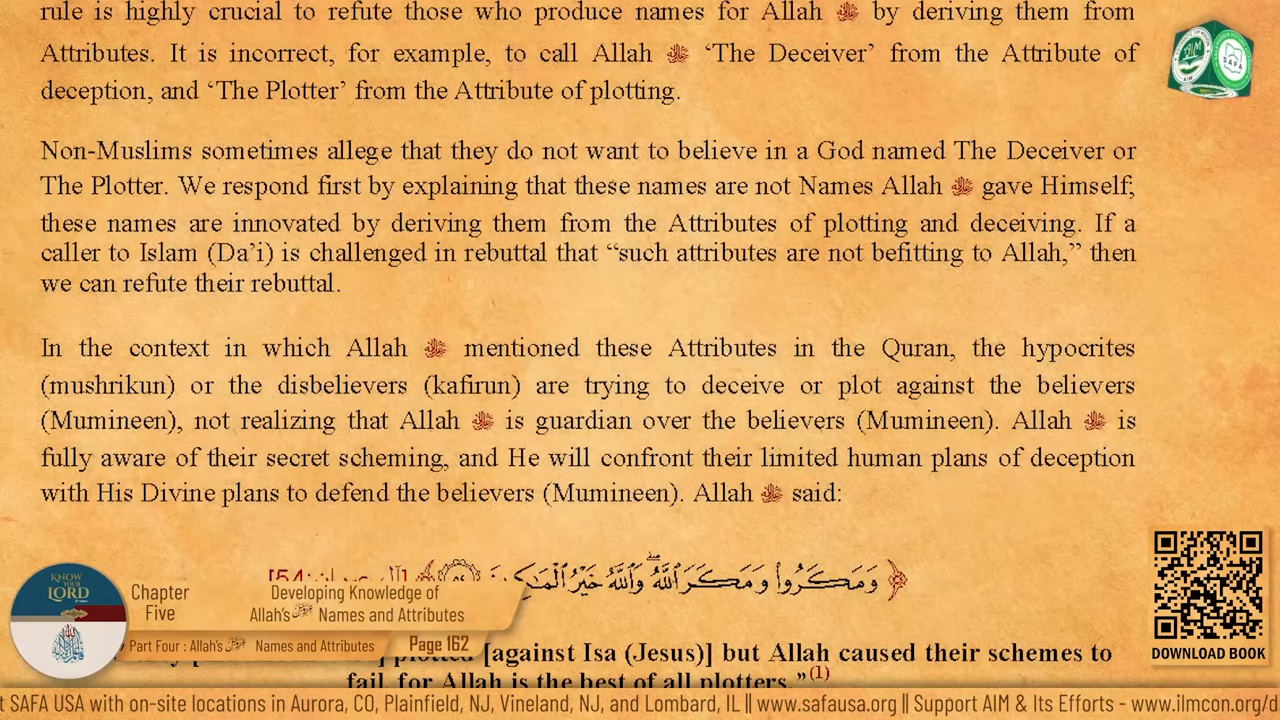 rule is highly crucial to refute those who produce names for Allah ﷻ by deriving them from
Attributes. It is incorrect, for example, to call Allah ﷻ ‘The Deceiver’ from the Attribute of
deception, and ‘The Plotter’ from the Attribute of plotting.
Non-Muslims sometimes allege that they do not want to believe in a God named The Deceiver or
The Plotter. We respond first by explaining that these names are not Names Allah ﷻ gave Himself;
these names are innovated by deriving them from the Attributes of plotting and deceiving. If a
caller to Islam (Da’i) is challenged in rebuttal that “such attributes are not befitting to Allah,” then
we can refute their rebuttal.
In the context in which Allah ﷻ mentioned these Attributes in the Quran, the hypocrites
(mushrikun) or the disbelievers (kafirun) are trying to deceive or plot against the believers
(Mumineen), not realizing that Allah ﷻ is guardian over the believers (Mumineen). Allah ﷻ is
fully aware of their secret scheming, and He will confront their limited human plans of deception
with His Divine plans to defend the believers (Mumineen). Allah ﷻ said:
﴿وَمَكَرُوا۟ وَمَكَرَ ٱللَّهُ ۖ وَٱللَّهُ خَيْرُ
plotted [against Isa (Jesus)] but Allah caused their schemes to
fail, for Allah is the best of all plotters.”(1)
KNOW YOUR LORD
Chapter Five
Developing Knowledge of
Allah’s ﷻ Names and Attributes
Part Four : Allah’s ﷻ Names and Attributes
Page 162
AIM
SAFA
DOWNLOAD BOOK
t SAFA USA with on-site locations in Aurora, CO, Plainfield, NJ, Vineland, NJ, and Lombard, IL || www.safausa.org || Support AIM & Its Efforts - www.ilmcon.org/d